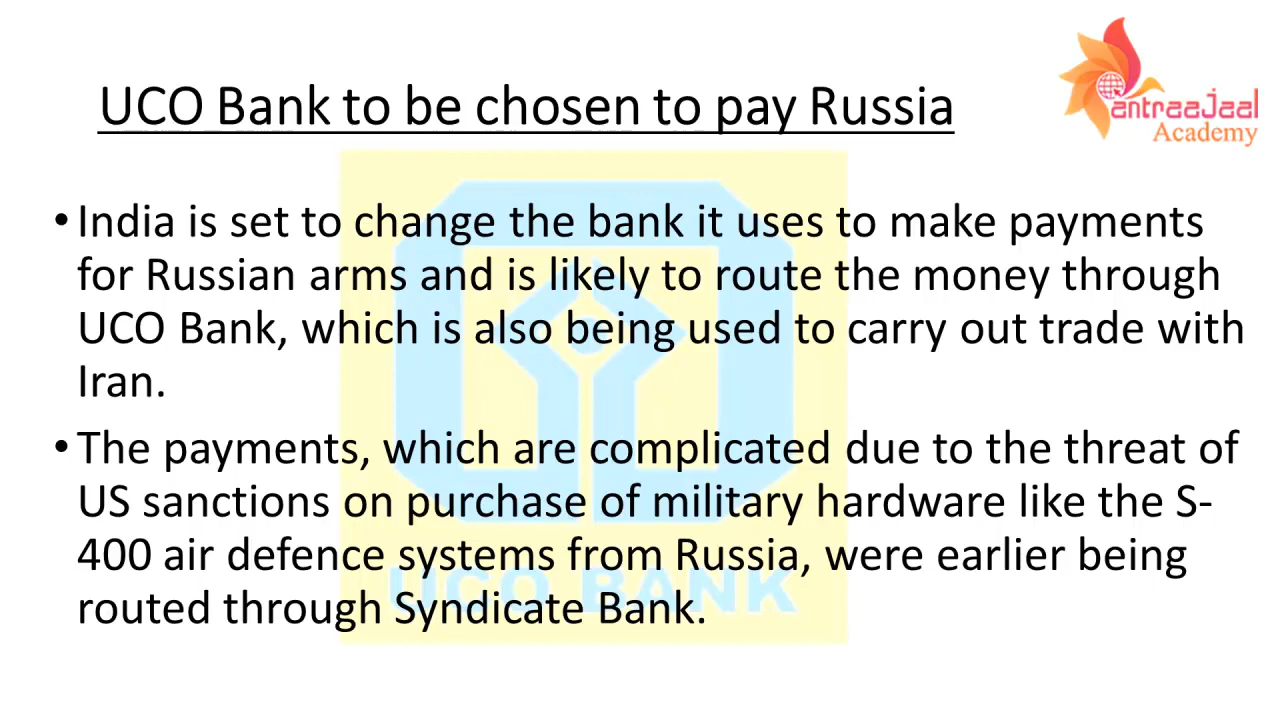 UCO Bank to be chosen to pay Russia
antraajaal
Academy
• India is set to change the bank it uses to make payments
for Russian arms and is likely to route the money through
UCO Bank, which is also being used to carry out trade with
Iran.
• The payments, which are complicated due to the threat of
US sanctions on purchase of military hardware like the S-
400 air defence systems from Russia, were earlier being
routed through Syndicate Bank.
UCO BANK